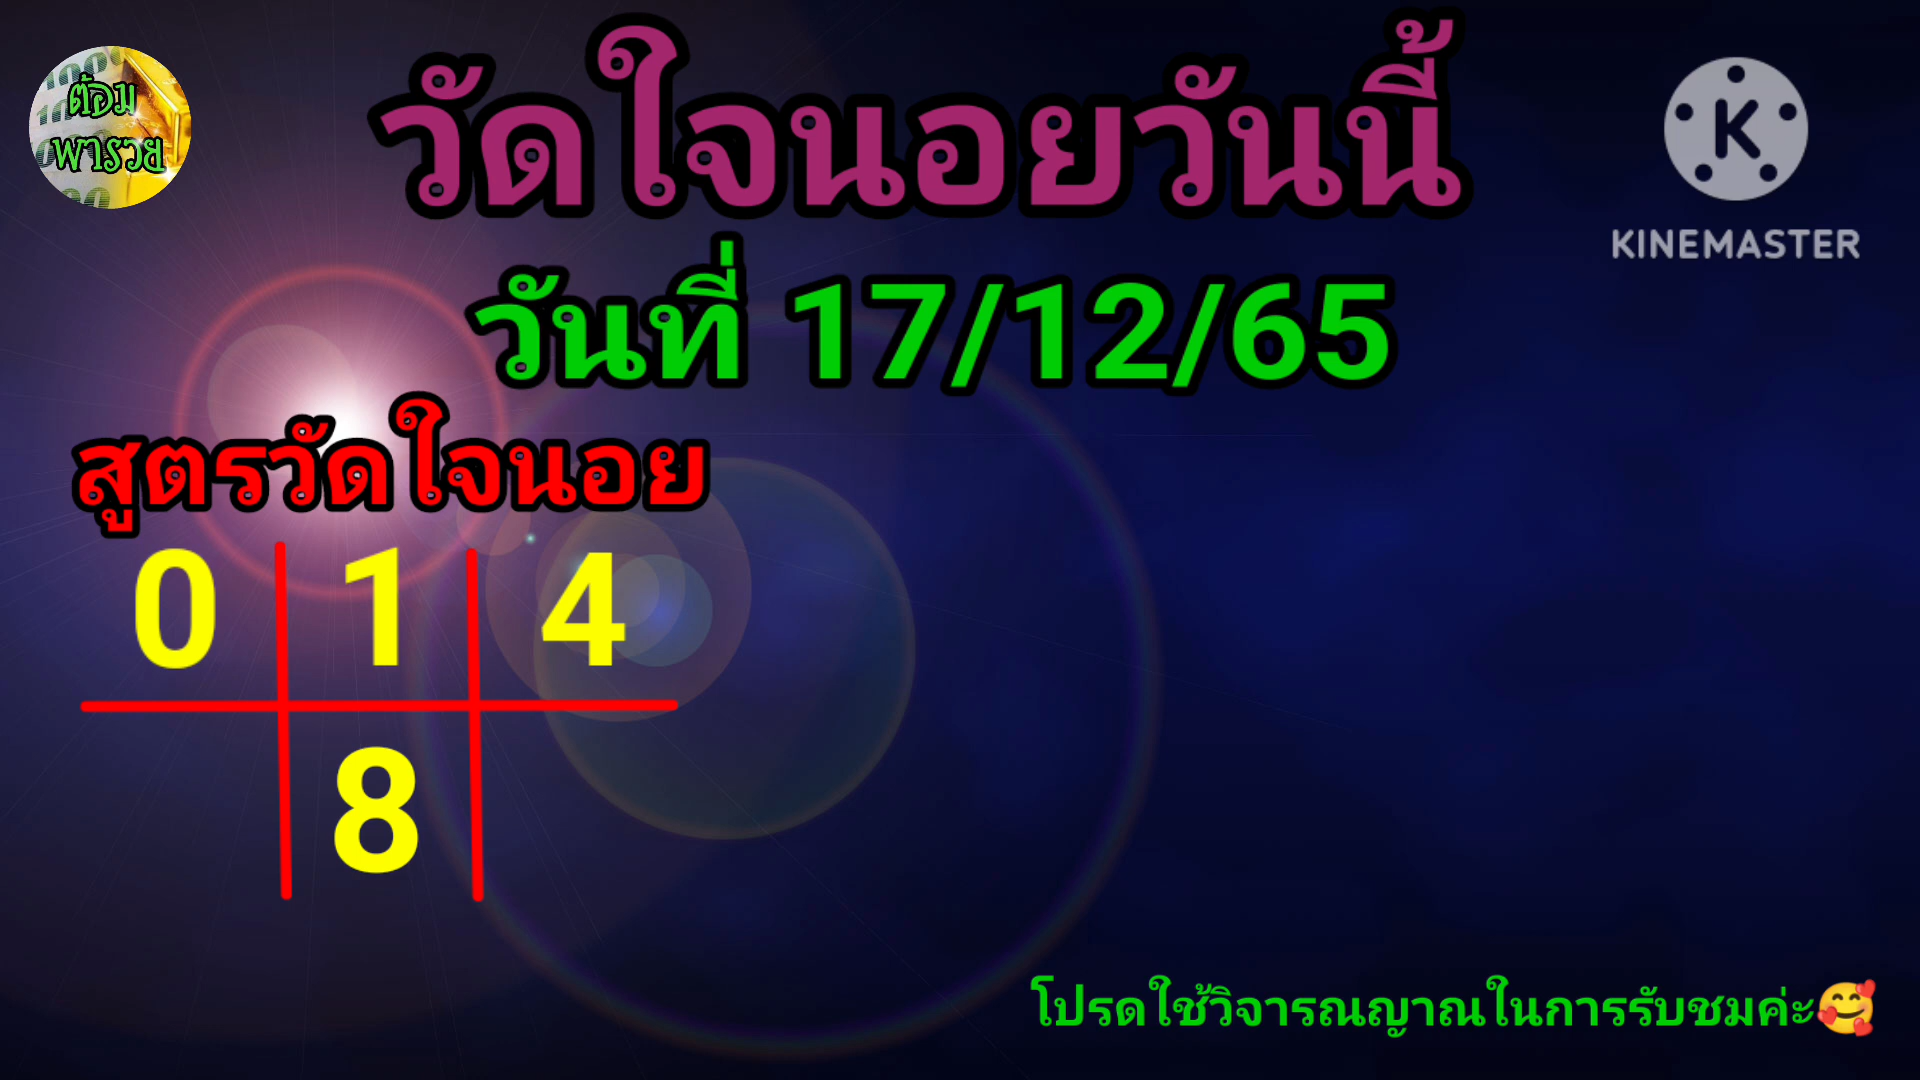 ต้อม
พารวย
วัดใจนอยวันนี้
K
KINEMASTER
วันที่ 17/12/65
สูตรวัดใจนอย
0 1 4
8
โปรดใช้วิจารณญาณในการรับชมค่ะ🥰